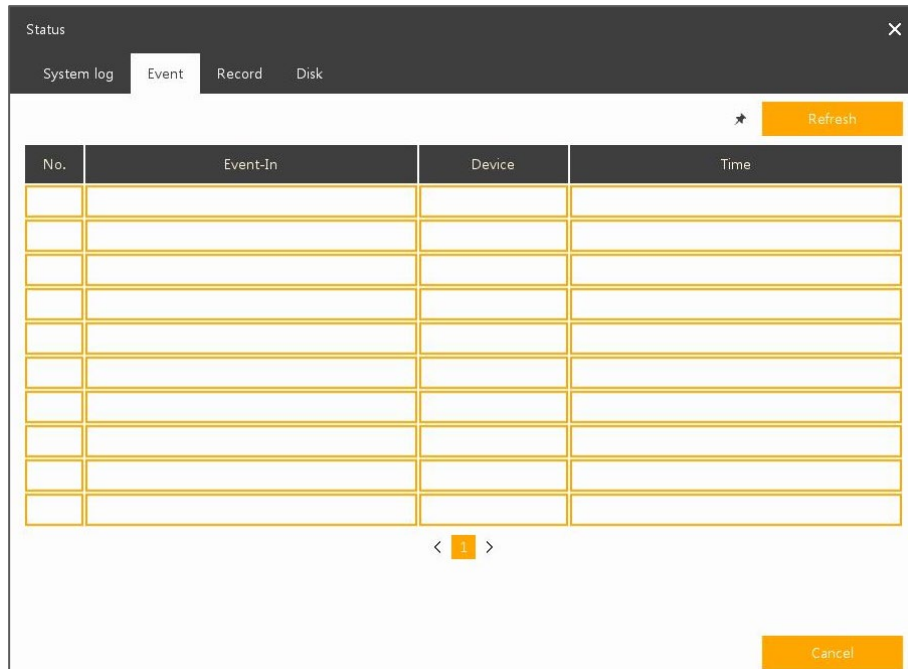 Status
System log Event Record Disk
Refresh
No. Event-In Device Time
< 1 >
Cancel